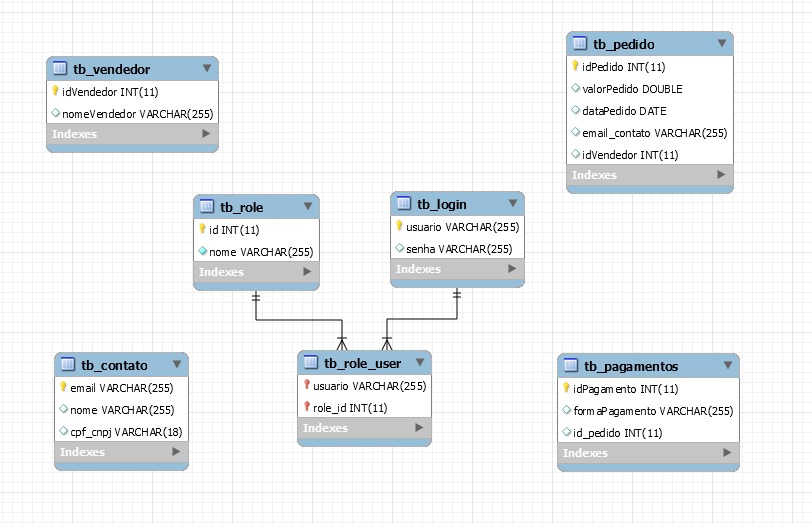 tb_vendedor
idVendedor INT(11)
nomeVendedor VARCHAR(255)
Indexes
tb_pedido
idPedido INT(11)
valorPedido DOUBLE
dataPedido DATE
email_contato VARCHAR(255)
idVendedor INT(11)
Indexes
tb_role
id INT(11)
nome VARCHAR(255)
Indexes
tb_login
usuario VARCHAR(255)
senha VARCHAR(255)
Indexes
tb_contato
email VARCHAR(255)
nome VARCHAR(255)
cpf_cnpj VARCHAR(18)
Indexes
tb_role_user
usuario VARCHAR(255)
role_id INT(11)
Indexes
tb_pagamentos
idPagamento INT(11)
formaPagamento VARCHAR(255)
id_pedido INT(11)
Indexes